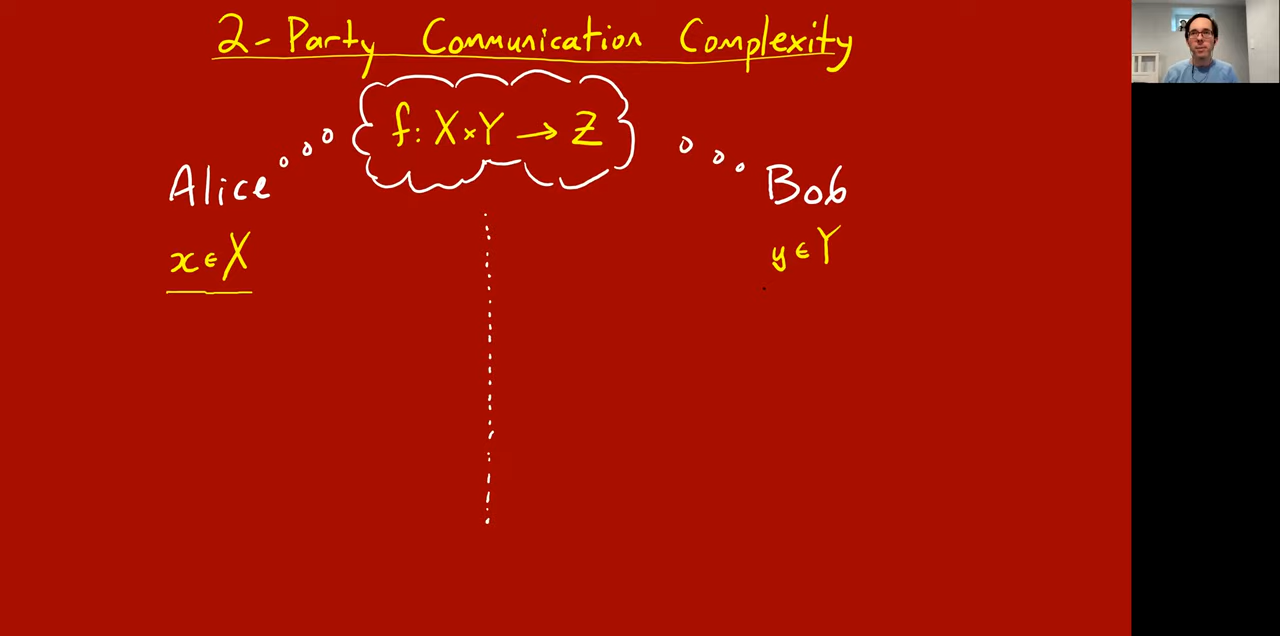 2-Party Communication Complexity
f: X×Y → Z
Alice
Bob
x ∈ X
y ∈ Y